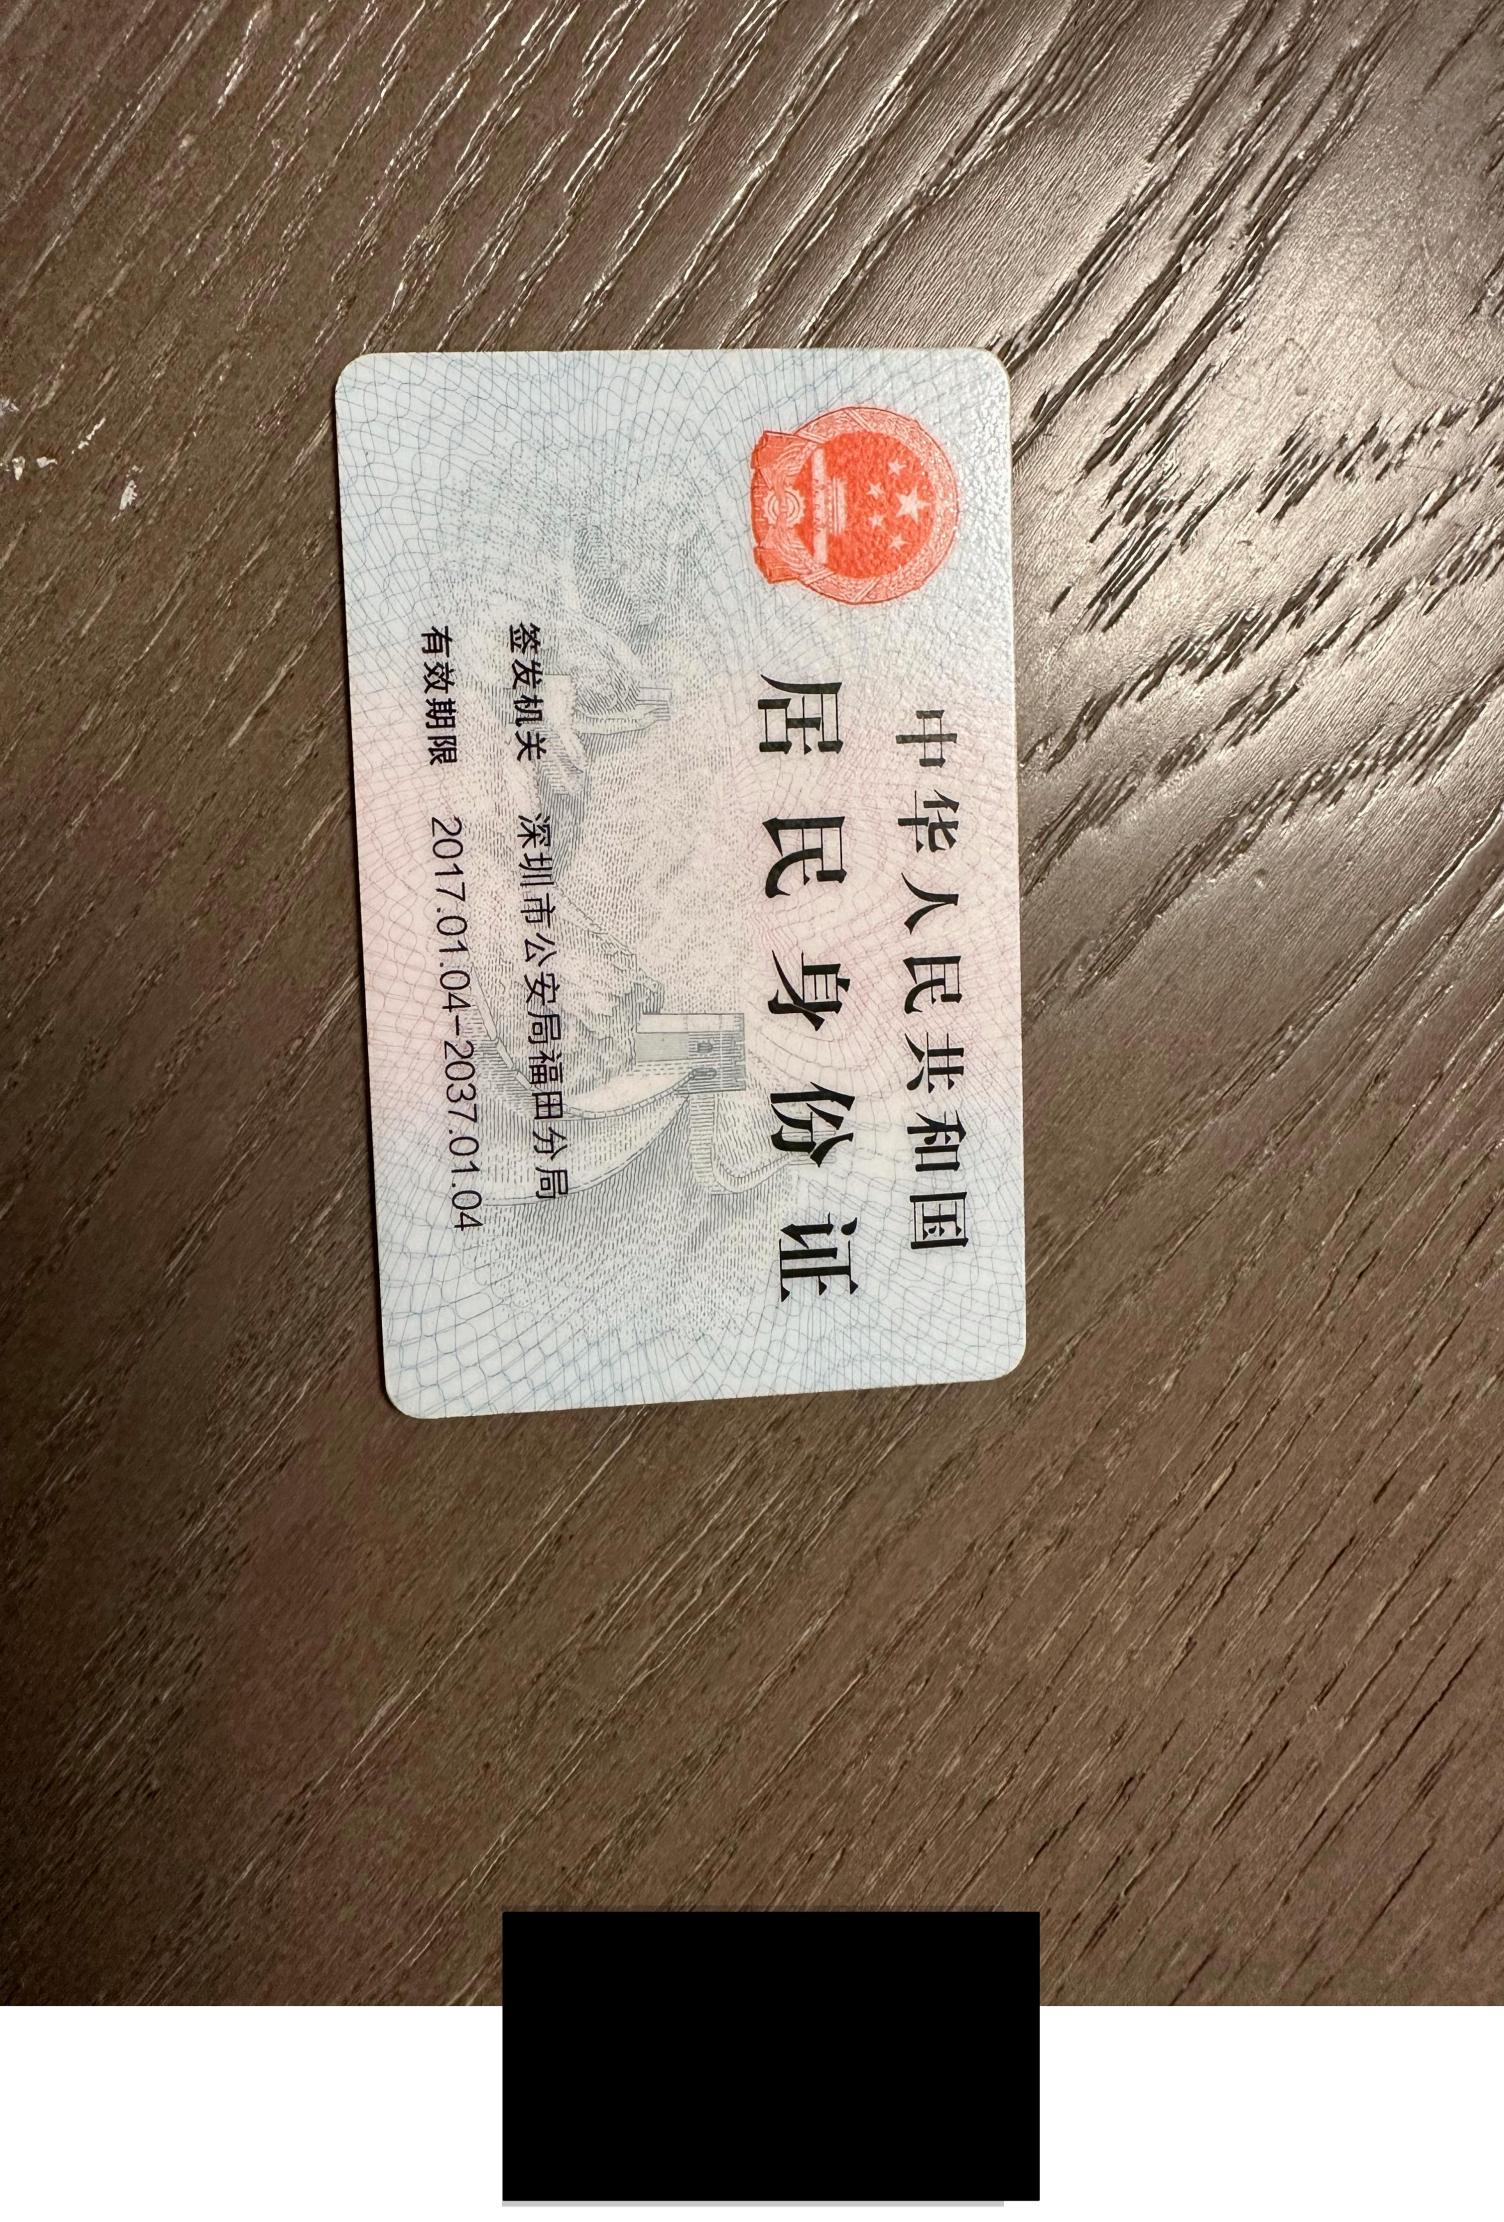 中华人民共和国
居民身份证
签发机关 深圳市公安局福田分局
有效期限 2017.01.04-2037.01.04